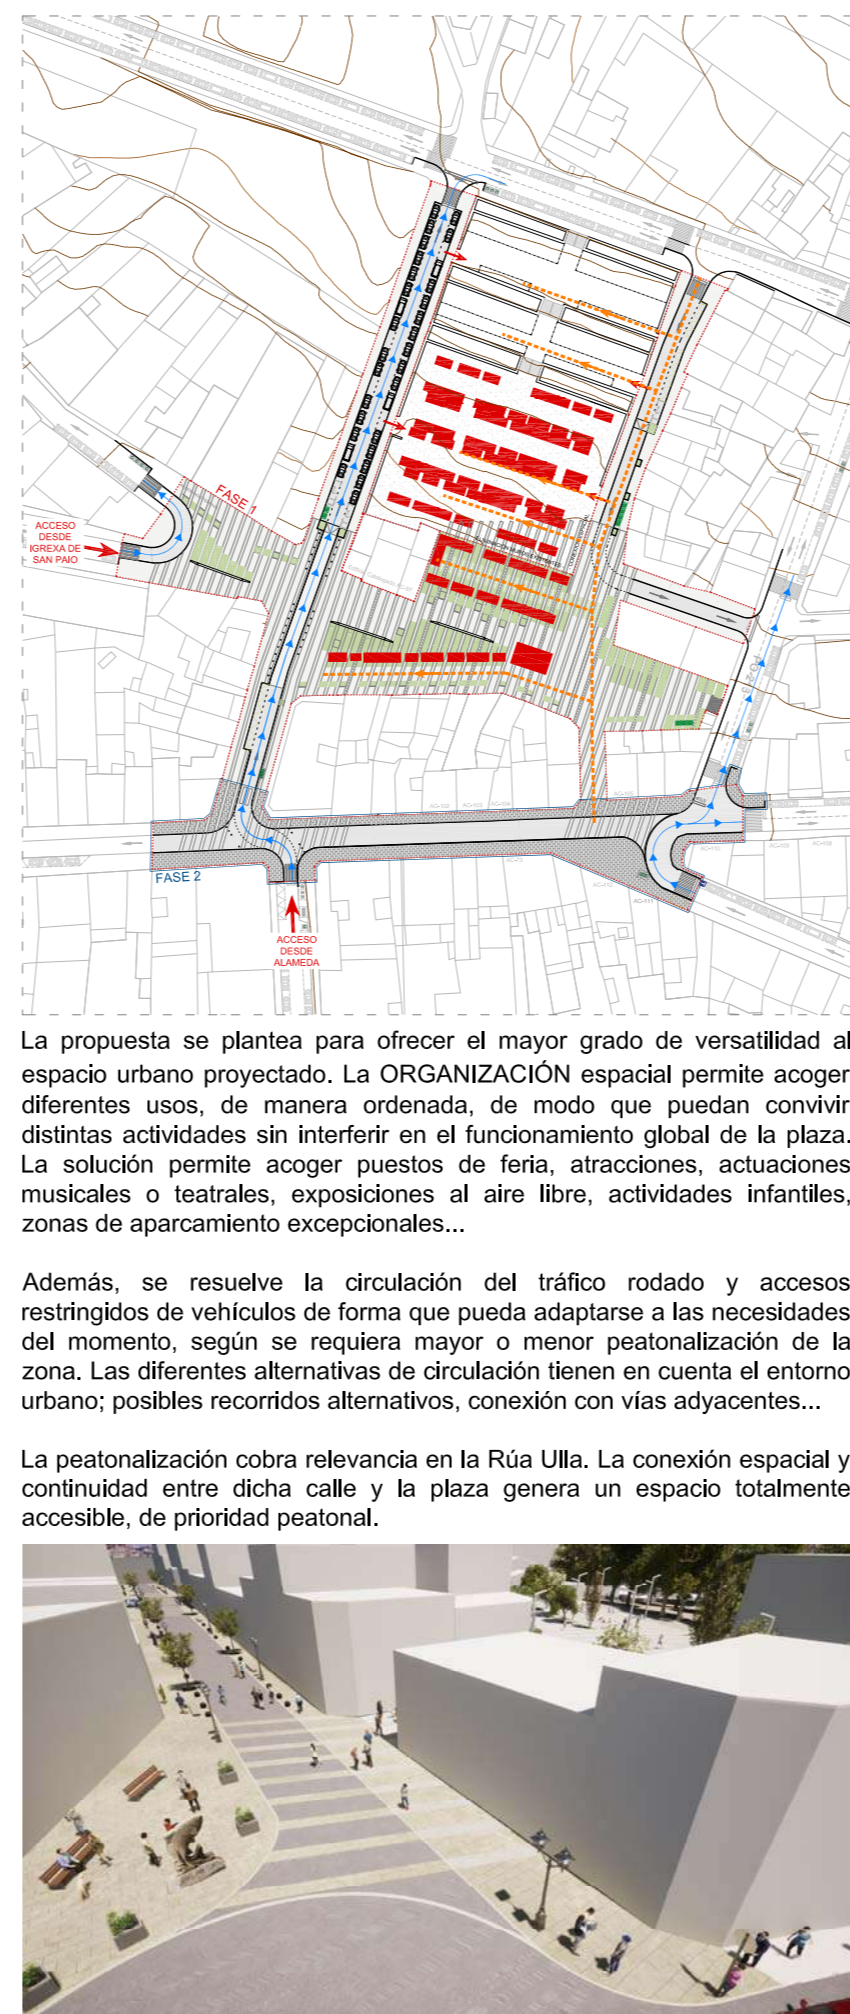 FASE 1
ACCESO
DESDE
IGREXA DE
SAN PAIO
FASE 2
ACCESO
DESDE
ALAMEDA
La propuesta se plantea para ofrecer el mayor grado de versatilidad al
espacio urbano proyectado. La ORGANIZACIÓN espacial permite acoger
diferentes usos, de manera ordenada, de modo que puedan convivir
distintas actividades sin interferir en el funcionamiento global de la plaza.
La solución permite acoger puestos de feria, atracciones, actuaciones
musicales o teatrales, exposiciones al aire libre, actividades infantiles,
zonas de aparcamiento excepcionales...
Además, se resuelve la circulación del tráfico rodado y accesos
restringidos de vehículos de forma que pueda adaptarse a las necesidades
del momento, según se requiera mayor o menor peatonalización de la
zona. Las diferentes alternativas de circulación tienen en cuenta el entorno
urbano; posibles recorridos alternativos, conexión con vías adyacentes...
La peatonalización cobra relevancia en la Rúa Ulla. La conexión espacial y
continuidad entre dicha calle y la plaza genera un espacio totalmente
accesible, de prioridad peatonal.